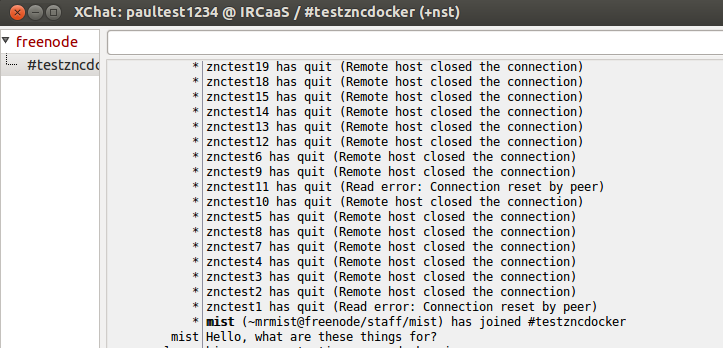 XChat: paultest1234 @ IRCaaS / #testzncdocker (+nst)
freenode
#testzncdo
* znctest19 has quit (Remote host closed the connection)
* znctest18 has quit (Remote host closed the connection)
* znctest15 has quit (Remote host closed the connection)
* znctest14 has quit (Remote host closed the connection)
* znctest13 has quit (Remote host closed the connection)
* znctest12 has quit (Remote host closed the connection)
* znctest6 has quit (Remote host closed the connection)
* znctest9 has quit (Remote host closed the connection)
* znctest11 has quit (Read error: Connection reset by peer)
* znctest10 has quit (Remote host closed the connection)
* znctest5 has quit (Remote host closed the connection)
* znctest8 has quit (Remote host closed the connection)
* znctest7 has quit (Remote host closed the connection)
* znctest4 has quit (Remote host closed the connection)
* znctest3 has quit (Remote host closed the connection)
* znctest2 has quit (Remote host closed the connection)
* znctest1 has quit (Read error: Connection reset by peer)
* mist (~mrmist@freenode/staff/mist) has joined #testzncdocker
mist Hello, what are these things for?